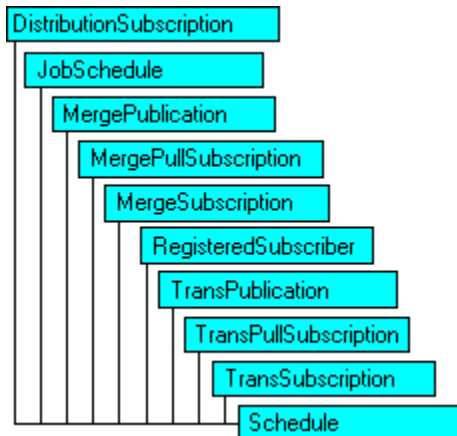 DistributionSubscription
JobSchedule
MergePublication
MergePullSubscription
MergeSubscription
RegisteredSubscriber
TransPublication
TransPullSubscription
TransSubscription
Schedule